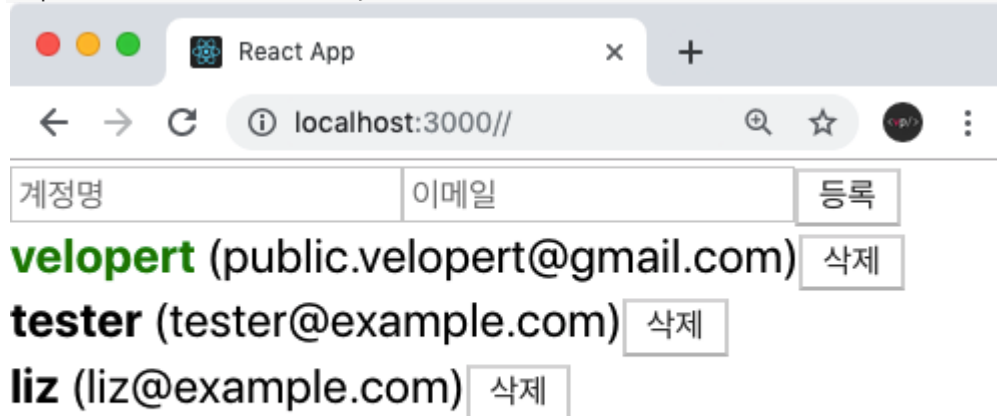 React App
localhost:3000//
계정명 이메일 등록
velopert (public.velopert@gmail.com) 삭제
tester (tester@example.com) 삭제
liz (liz@example.com) 삭제